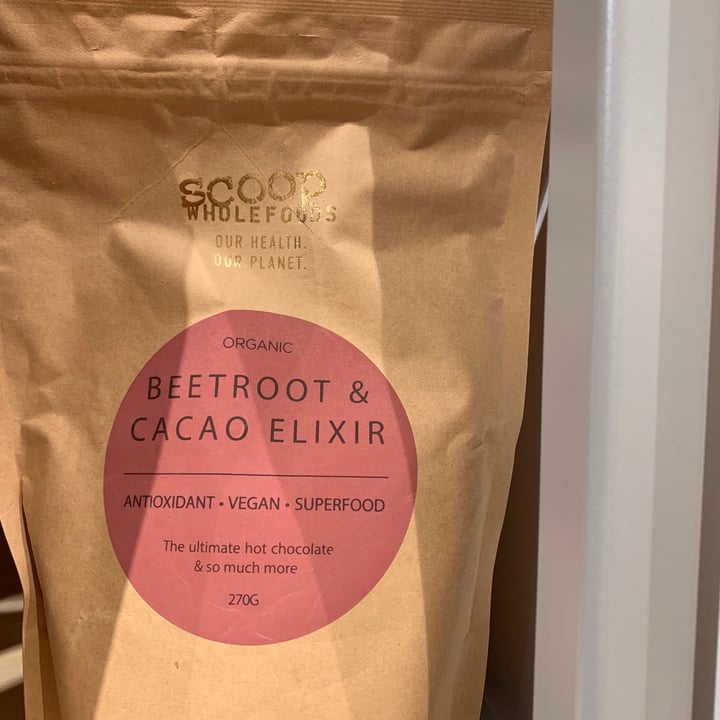 SCOOP
WHOLEFOODS
OUR HEALTH.
OUR PLANET.
ORGANIC
BEETROOT &
CACAO ELIXIR
ANTIOXIDANT • VEGAN • SUPERFOOD
The ultimate hot chocolate
& so much more
270G